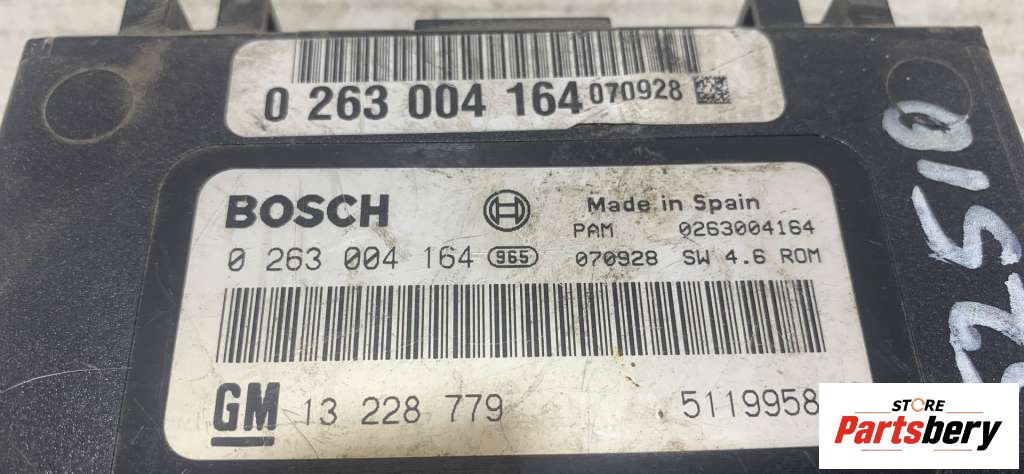 0 263 004 164 070928
BOSCH Made in Spain
PAM 0263004164
0 263 004 164 965 070928 SW 4.6 ROM
GM 13 228 779 5119958
52510
STORE
Partsbery